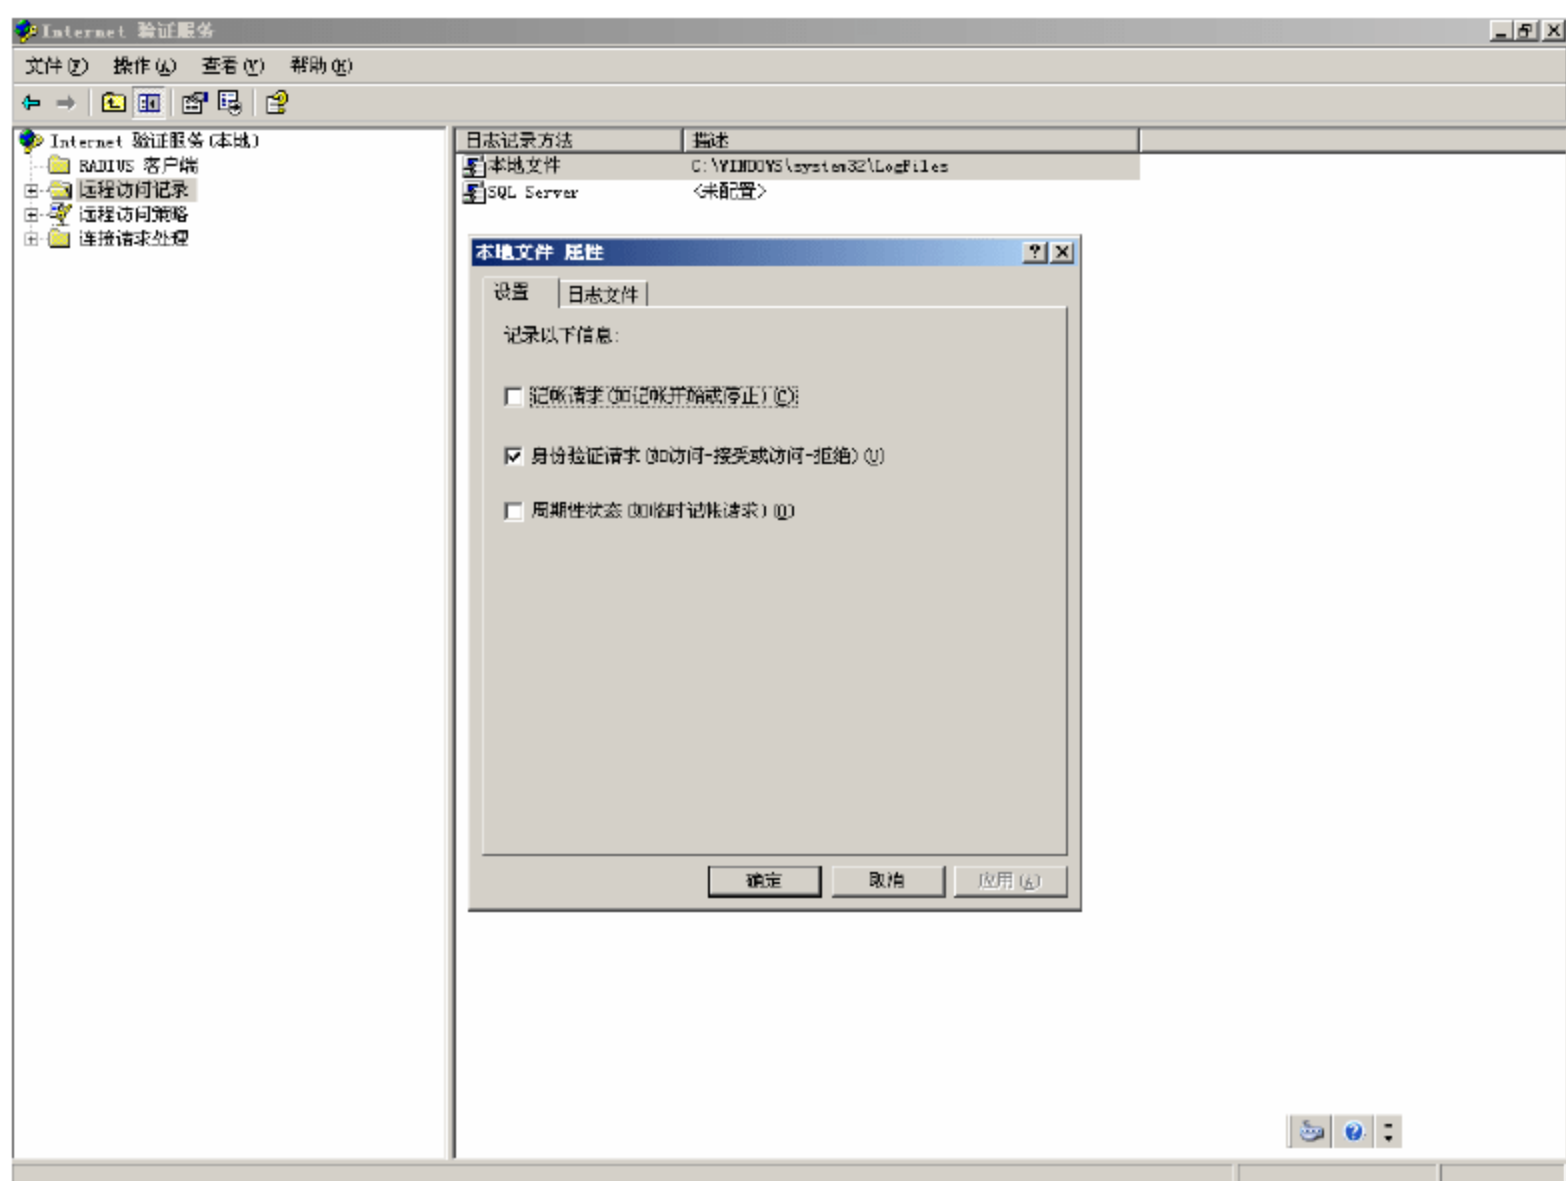 Internet 验证服务
文件(F) 操作(A) 查看(V) 帮助(H)
Internet 验证服务(本地)
RADIUS 客户端
远程访问记录
远程访问策略
连接请求处理
日志记录方法 描述
本地文件 C:\WINDOWS\system32\LogFiles
SQL Server <未配置>
本地文件 属性
设置 日志文件
记录以下信息:
记帐请求(如记帐开始或停止)(C)
身份验证请求(如访问-接受或访问-拒绝)(U)
周期性状态(如临时记帐请求)(O)
确定 取消 应用(A)